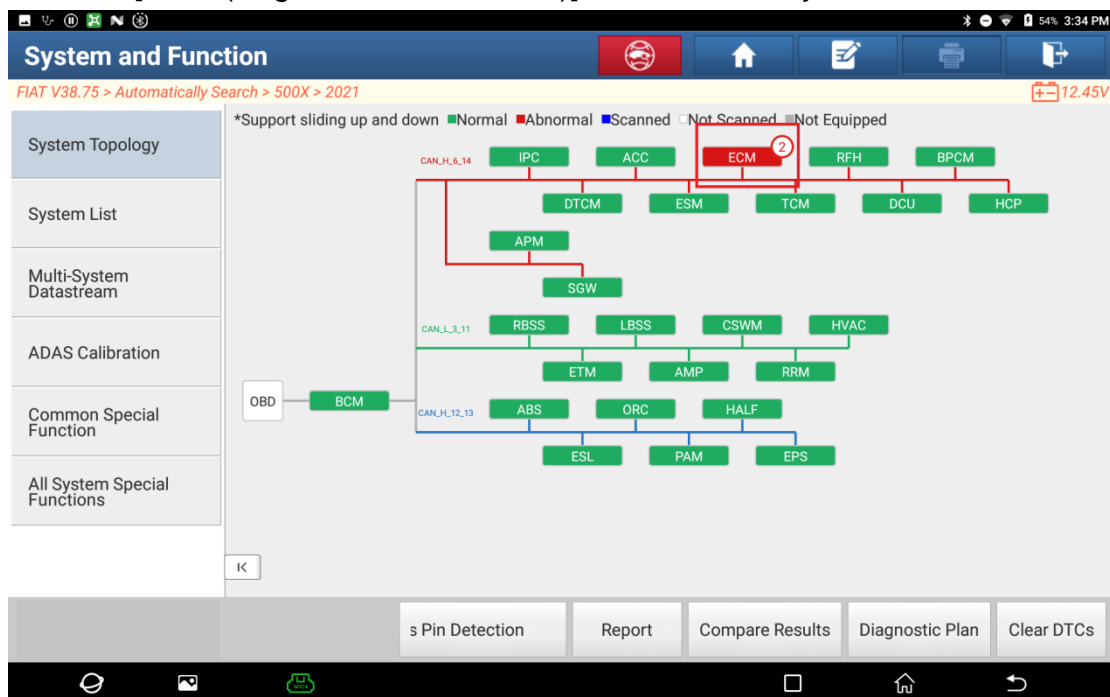 54% 3:34 PM
System and Function
FIAT V38.75 > Automatically Search > 500X > 2021
12.45V
*Support sliding up and down Normal Abnormal Scanned Not Scanned Not Equipped
System Topology
System List
Multi-System
Datastream
ADAS Calibration
Common Special
Function
All System Special
Functions
CAN_H_6_14
IPC ACC ECM 2 RFH BPCM
DTCM ESM TCM DCU HCP
APM
SGW
CAN_L_3_11
RBSS LBSS CSWM HVAC
ETM AMP RRM
OBD BCM
CAN_H_12_13
ABS ORC HALF
ESL PAM EPS
s Pin Detection Report Compare Results Diagnostic Plan Clear DTCs
VCI